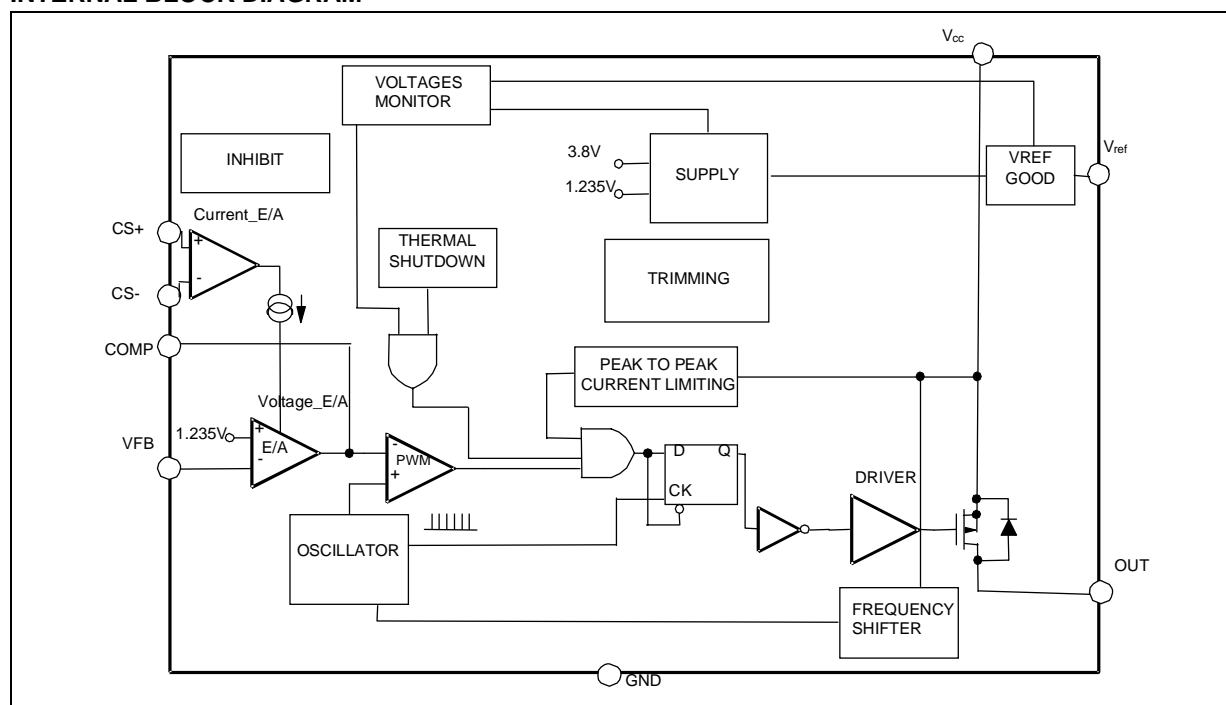 INTERNAL BLOCK DIAGRAM
Vcc
VOLTAGES
MONITOR
INHIBIT
3.8V
1.235V
SUPPLY
VREF
GOOD
Vref
Current_E/A
CS+
+
-
CS-
THERMAL
SHUTDOWN
TRIMMING
COMP
PEAK TO PEAK
CURRENT LIMITING
Voltage_E/A
VFB
1.235V
+
E/A
-
-
PWM
+
D
Q
CK
DRIVER
OSCILLATOR
OUT
FREQUENCY
SHIFTER
GND